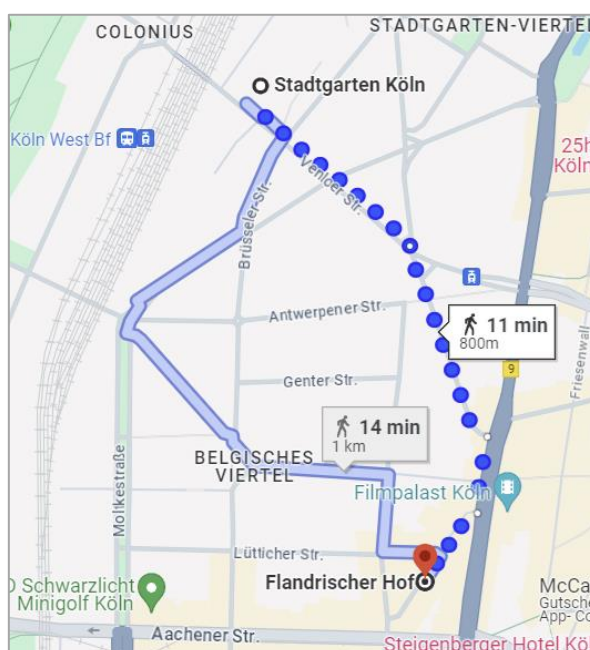 COLONIUS
STADTGARTEN-VIERTEL
Stadtgarten Köln
Köln West Bf
25h
Köln
Venloer Str.
Brüsseler Str.
Antwerpener Str.
11 min
800m
Friesenwall
9
Genter Str.
14 min
1 km
BELGISCHES
VIERTEL
Moltkestraße
Filmpalast Köln
Lütticher Str.
Flandrischer Hof
Schwarzlicht
Minigolf Köln
McCa
Gutsche
App- Co
Aachener Str.
Steigenberger Hotel Köl